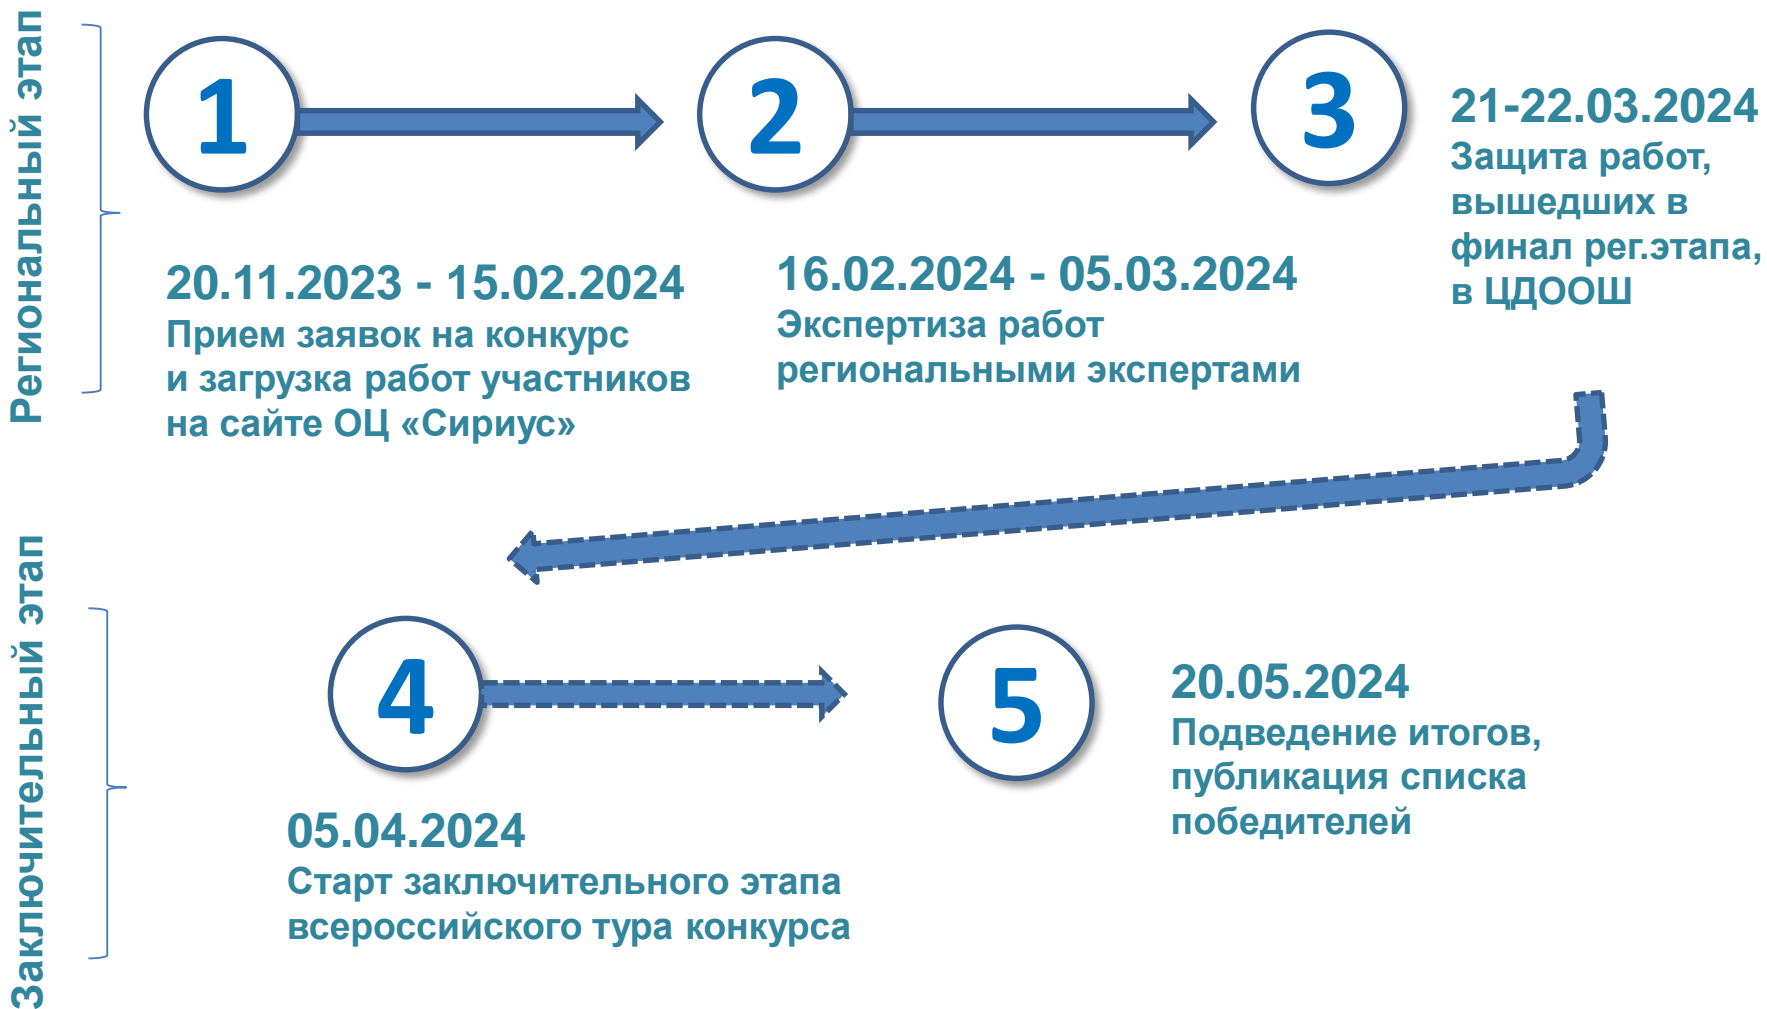 Региональный этап
1
2
3
21-22.03.2024
Защита работ,
вышедших в
финал рег.этапа,
в ЦДООШ
20.11.2023 - 15.02.2024
Прием заявок на конкурс
и загрузка работ участников
на сайте ОЦ «Сириус»
16.02.2024 - 05.03.2024
Экспертиза работ
региональными экспертами
Заключительный этап
4
5
05.04.2024
Старт заключительного этапа
всероссийского тура конкурса
20.05.2024
Подведение итогов,
публикация списка
победителей